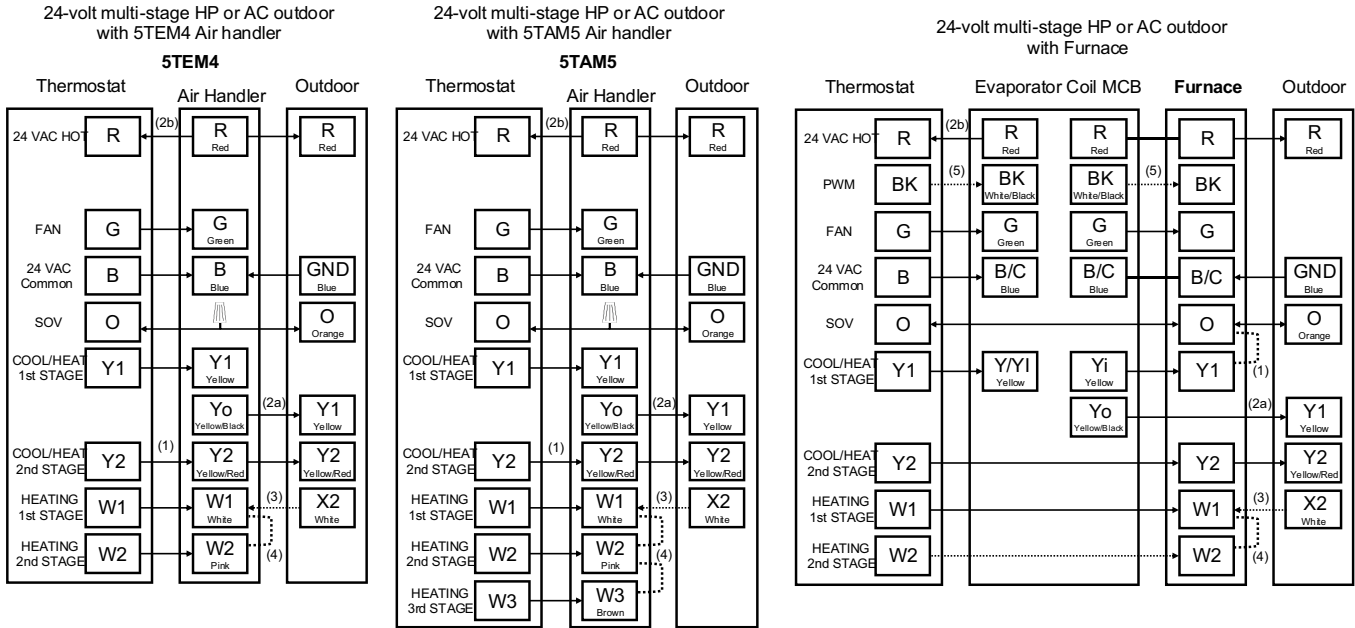 24-volt multi-stage HP or AC outdoor
with 5TEM4 Air handler
5TEM4
Thermostat
Air Handler
Outdoor
24 VAC HOT
R
(2b)
R
Red
R
Red
FAN
G
G
Green
24 VAC
Common
B
B
Blue
GND
Blue
SOV
O
O
Orange
COOL/HEAT
1st STAGE
Y1
Y1
Yellow
Yo
Yellow/Black
(2a)
Y1
Yellow
COOL/HEAT
2nd STAGE
Y2
(1)
Y2
Yellow/Red
Y2
Yellow/Red
HEATING
1st STAGE
W1
W1
White
(3)
X2
White
HEATING
2nd STAGE
W2
W2
Pink
(4)
24-volt multi-stage HP or AC outdoor
with 5TAM5 Air handler
5TAM5
Thermostat
Air Handler
Outdoor
24 VAC HOT
R
(2b)
R
Red
R
Red
FAN
G
G
Green
24 VAC
Common
B
B
Blue
GND
Blue
SOV
O
O
Orange
COOL/HEAT
1st STAGE
Y1
Y1
Yellow
Yo
Yellow/Black
(2a)
Y1
Yellow
COOL/HEAT
2nd STAGE
Y2
(1)
Y2
Yellow/Red
Y2
Yellow/Red
HEATING
1st STAGE
W1
W1
White
(3)
X2
White
HEATING
2nd STAGE
W2
W2
Pink
(4)
HEATING
3rd STAGE
W3
W3
Brown
24-volt multi-stage HP or AC outdoor
with Furnace
Thermostat
Evaporator Coil MCB
Furnace
Outdoor
24 VAC HOT
R
(2b)
R
Red
R
Red
R
R
Red
PWM
BK
(5)
BK
White/Black
BK
White/Black
(5)
BK
FAN
G
G
Green
G
Green
G
24 VAC
Common
B
B/C
Blue
B/C
Blue
B/C
GND
Blue
SOV
O
O
O
Orange
COOL/HEAT
1st STAGE
Y1
Y/YI
Yellow
Yi
Yellow
Y1
(1)
Yo
Yellow/Black
(2a)
Y1
Yellow
COOL/HEAT
2nd STAGE
Y2
Y2
Y2
Yellow/Red
HEATING
1st STAGE
W1
W1
(3)
X2
White
HEATING
2nd STAGE
W2
W2
(4)